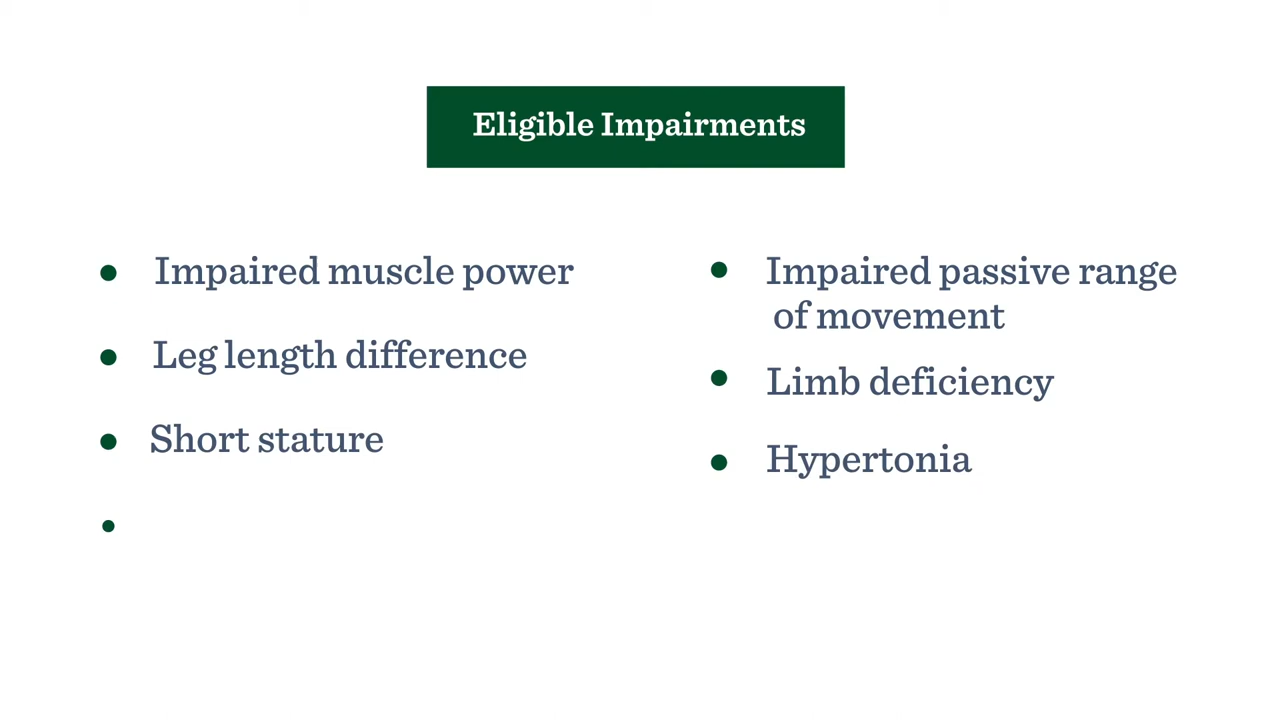 Eligible Impairments
Impaired muscle power
Leg length difference
Short stature
Impaired passive range
of movement
Limb deficiency
Hypertonia